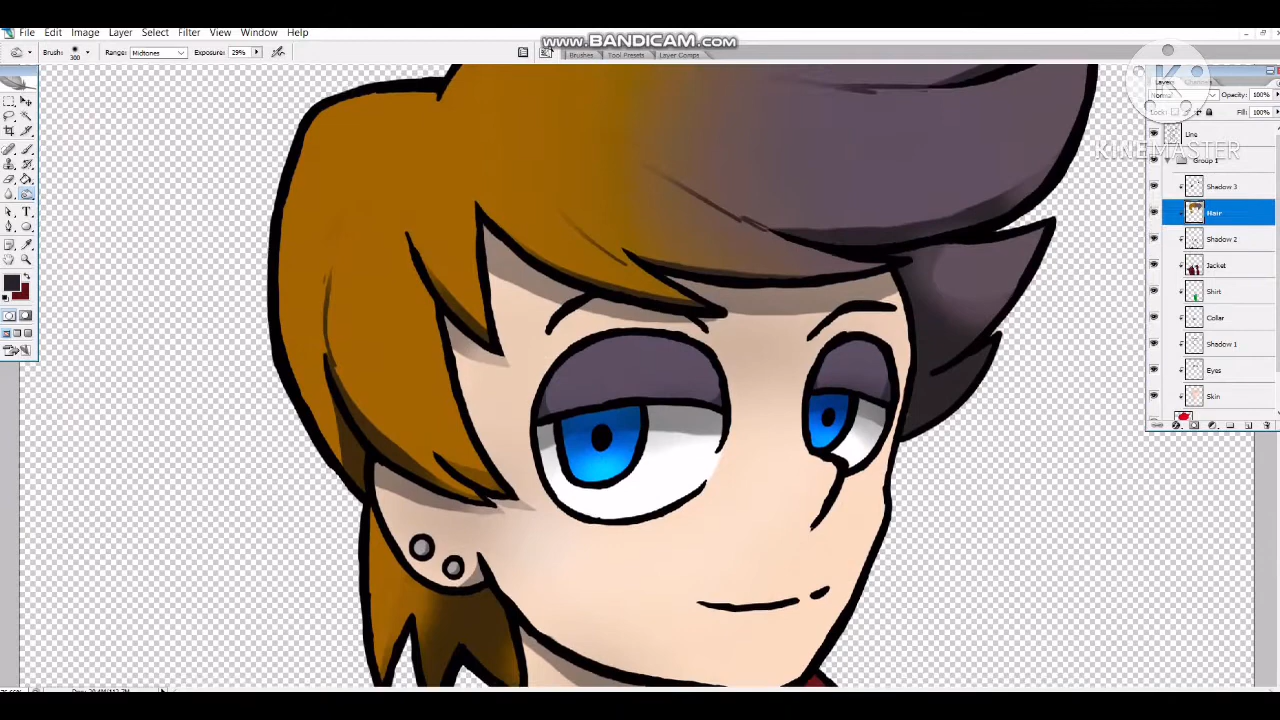 File Edit Image Layer Select Filter View Window Help
www.BANDICAM.com
Brush: 300 Range: Midtones Exposure: 29%
Brushes Tool Presets Layer Comps
Layers
Normal Opacity: 100%
Lock: Fill: 100%
K
KINEMASTER
Line
Group 1
Shadow 3
Hair
Shadow 2
Jacket
Shirt
Collar
Shadow 1
Eyes
Skin